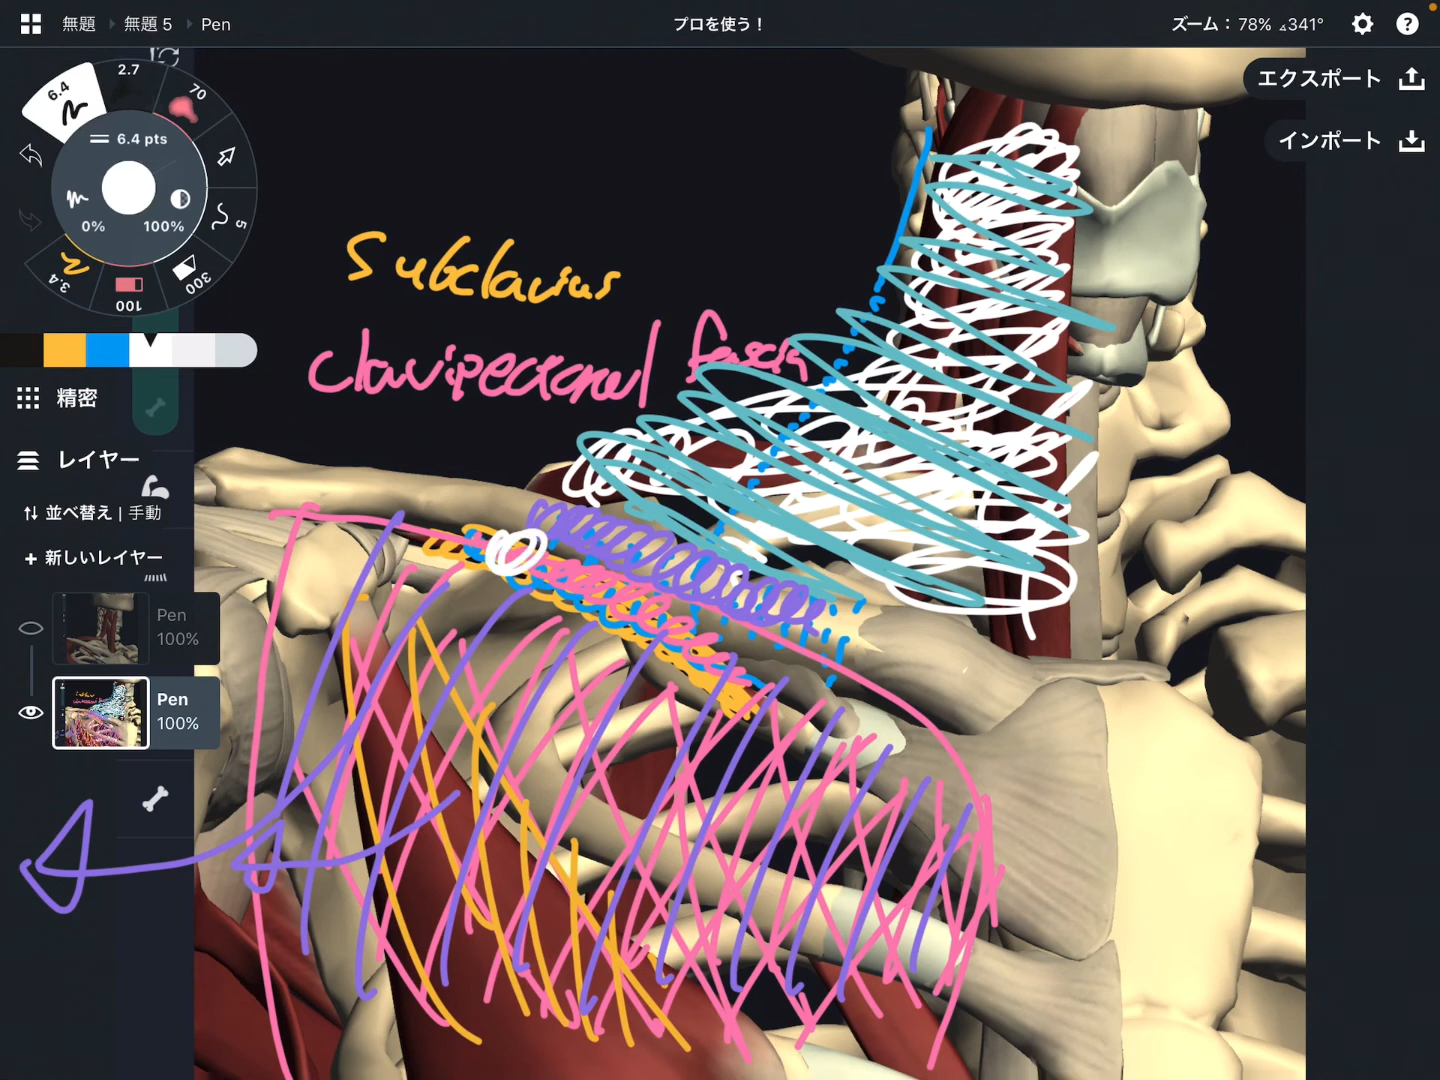 無題 無題 5 Pen
プロを使う！
ズーム：78% ⊿341°
エクスポート
インポート
2.7
6.4
70
6.4 pts
0% 100%
5
3.4
100
300
精密
レイヤー
並べ替え | 手動
+ 新しいレイヤー
Pen
100%
Pen
100%
Subclavius
clavipectoral fascia